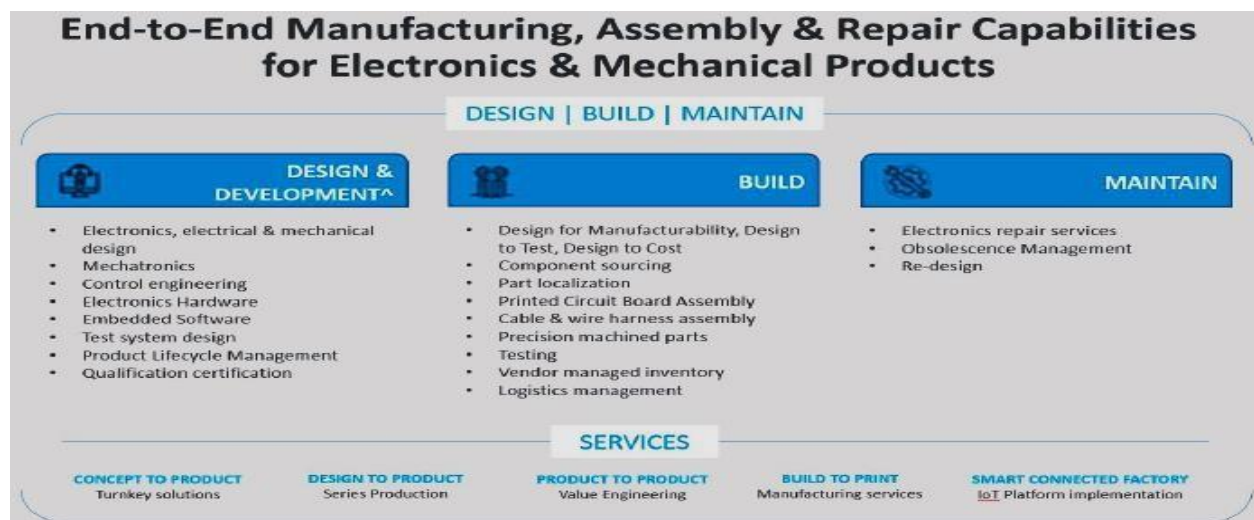 End-to-End Manufacturing, Assembly & Repair Capabilities
for Electronics & Mechanical Products
DESIGN | BUILD | MAINTAIN
DESIGN &
DEVELOPMENT^
• Electronics, electrical & mechanical
design
• Mechatronics
• Control engineering
• Electronics Hardware
• Embedded Software
• Test system design
• Product Lifecycle Management
• Qualification certification
BUILD
• Design for Manufacturability, Design
to Test, Design to Cost
• Component sourcing
• Part localization
• Printed Circuit Board Assembly
• Cable & wire harness assembly
• Precision machined parts
• Testing
• Vendor managed inventory
• Logistics management
MAINTAIN
• Electronics repair services
• Obsolescence Management
• Re-design
SERVICES
CONCEPT TO PRODUCT
Turnkey solutions
DESIGN TO PRODUCT
Series Production
PRODUCT TO PRODUCT
Value Engineering
BUILD TO PRINT
Manufacturing services
SMART CONNECTED FACTORY
IoT Platform implementation